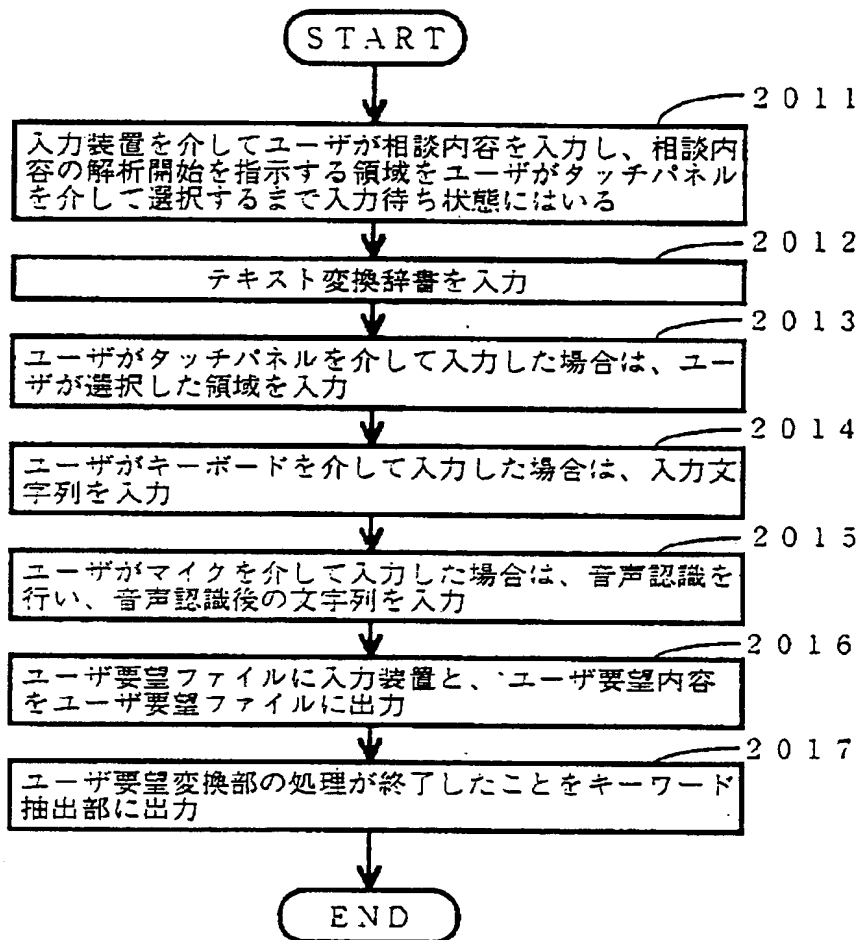 START
2011
入力装置を介してユーザが相談内容を入力し、相談内
容の解析開始を指示する領域をユーザがタッチパネル
を介して選択するまで入力待ち状態にはいる
2012
テキスト変換辞書を入力
2013
ユーザがタッチパネルを介して入力した場合は、ユー
ザが選択した領域を入力
2014
ユーザがキーボードを介して入力した場合は、入力文
字列を入力
2015
ユーザがマイクを介して入力した場合は、音声認識を
行い、音声認識後の文字列を入力
2016
ユーザ要望ファイルに入力装置と、ユーザ要望内容
をユーザ要望ファイルに出力
2017
ユーザ要望変換部の処理が終了したことをキーワード
抽出部に出力
END